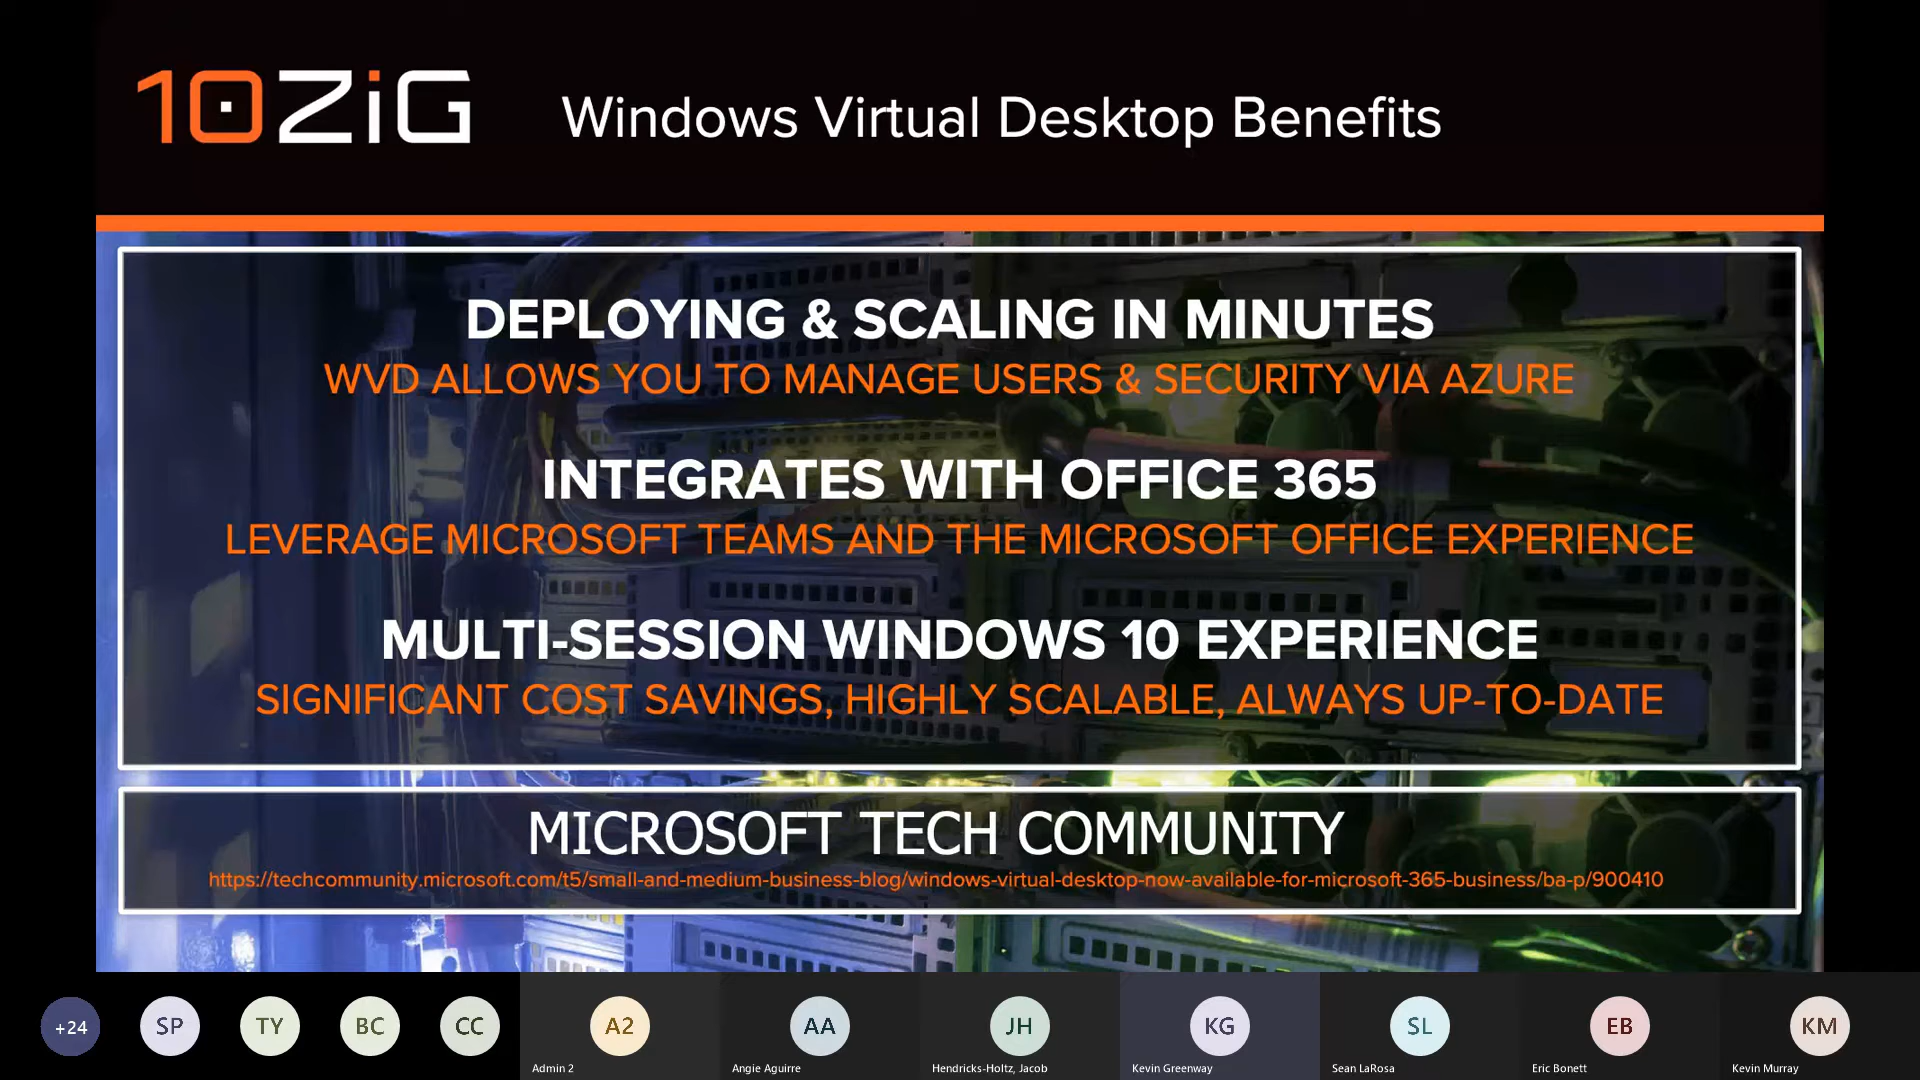 10ZiG
Windows Virtual Desktop Benefits
DEPLOYING & SCALING IN MINUTES
WVD ALLOWS YOU TO MANAGE USERS & SECURITY VIA AZURE
INTEGRATES WITH OFFICE 365
LEVERAGE MICROSOFT TEAMS AND THE MICROSOFT OFFICE EXPERIENCE
MULTI-SESSION WINDOWS 10 EXPERIENCE
SIGNIFICANT COST SAVINGS, HIGHLY SCALABLE, ALWAYS UP-TO-DATE
MICROSOFT TECH COMMUNITY
https://techcommunity.microsoft.com/t5/small-and-medium-business-blog/windows-virtual-desktop-now-available-for-microsoft-365-business/ba-p/900410
+24 SP TY BC CC A2 AA JH KG SL EB KM
Admin 2 Angie Aguirre Hendricks-Holtz, Jacob Kevin Greenway Sean LaRosa Eric Bonett Kevin Murray